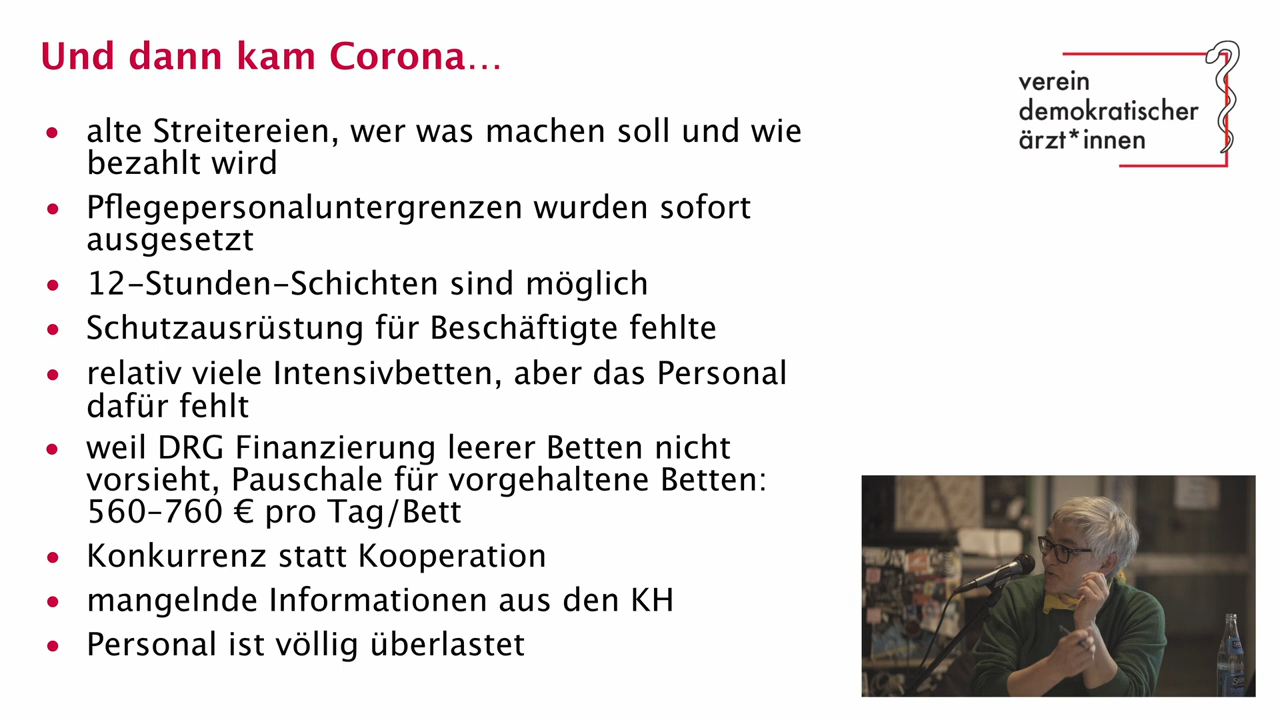 Und dann kam Corona…
verein
demokratischer
ärzt*innen
• alte Streitereien, wer was machen soll und wie
bezahlt wird
• Pflegepersonaluntergrenzen wurden sofort
ausgesetzt
• 12-Stunden-Schichten sind möglich
• Schutzausrüstung für Beschäftigte fehlte
• relativ viele Intensivbetten, aber das Personal
dafür fehlt
• weil DRG Finanzierung leerer Betten nicht
vorsieht, Pauschale für vorgehaltene Betten:
560-760 € pro Tag/Bett
• Konkurrenz statt Kooperation
• mangelnde Informationen aus den KH
• Personal ist völlig überlastet